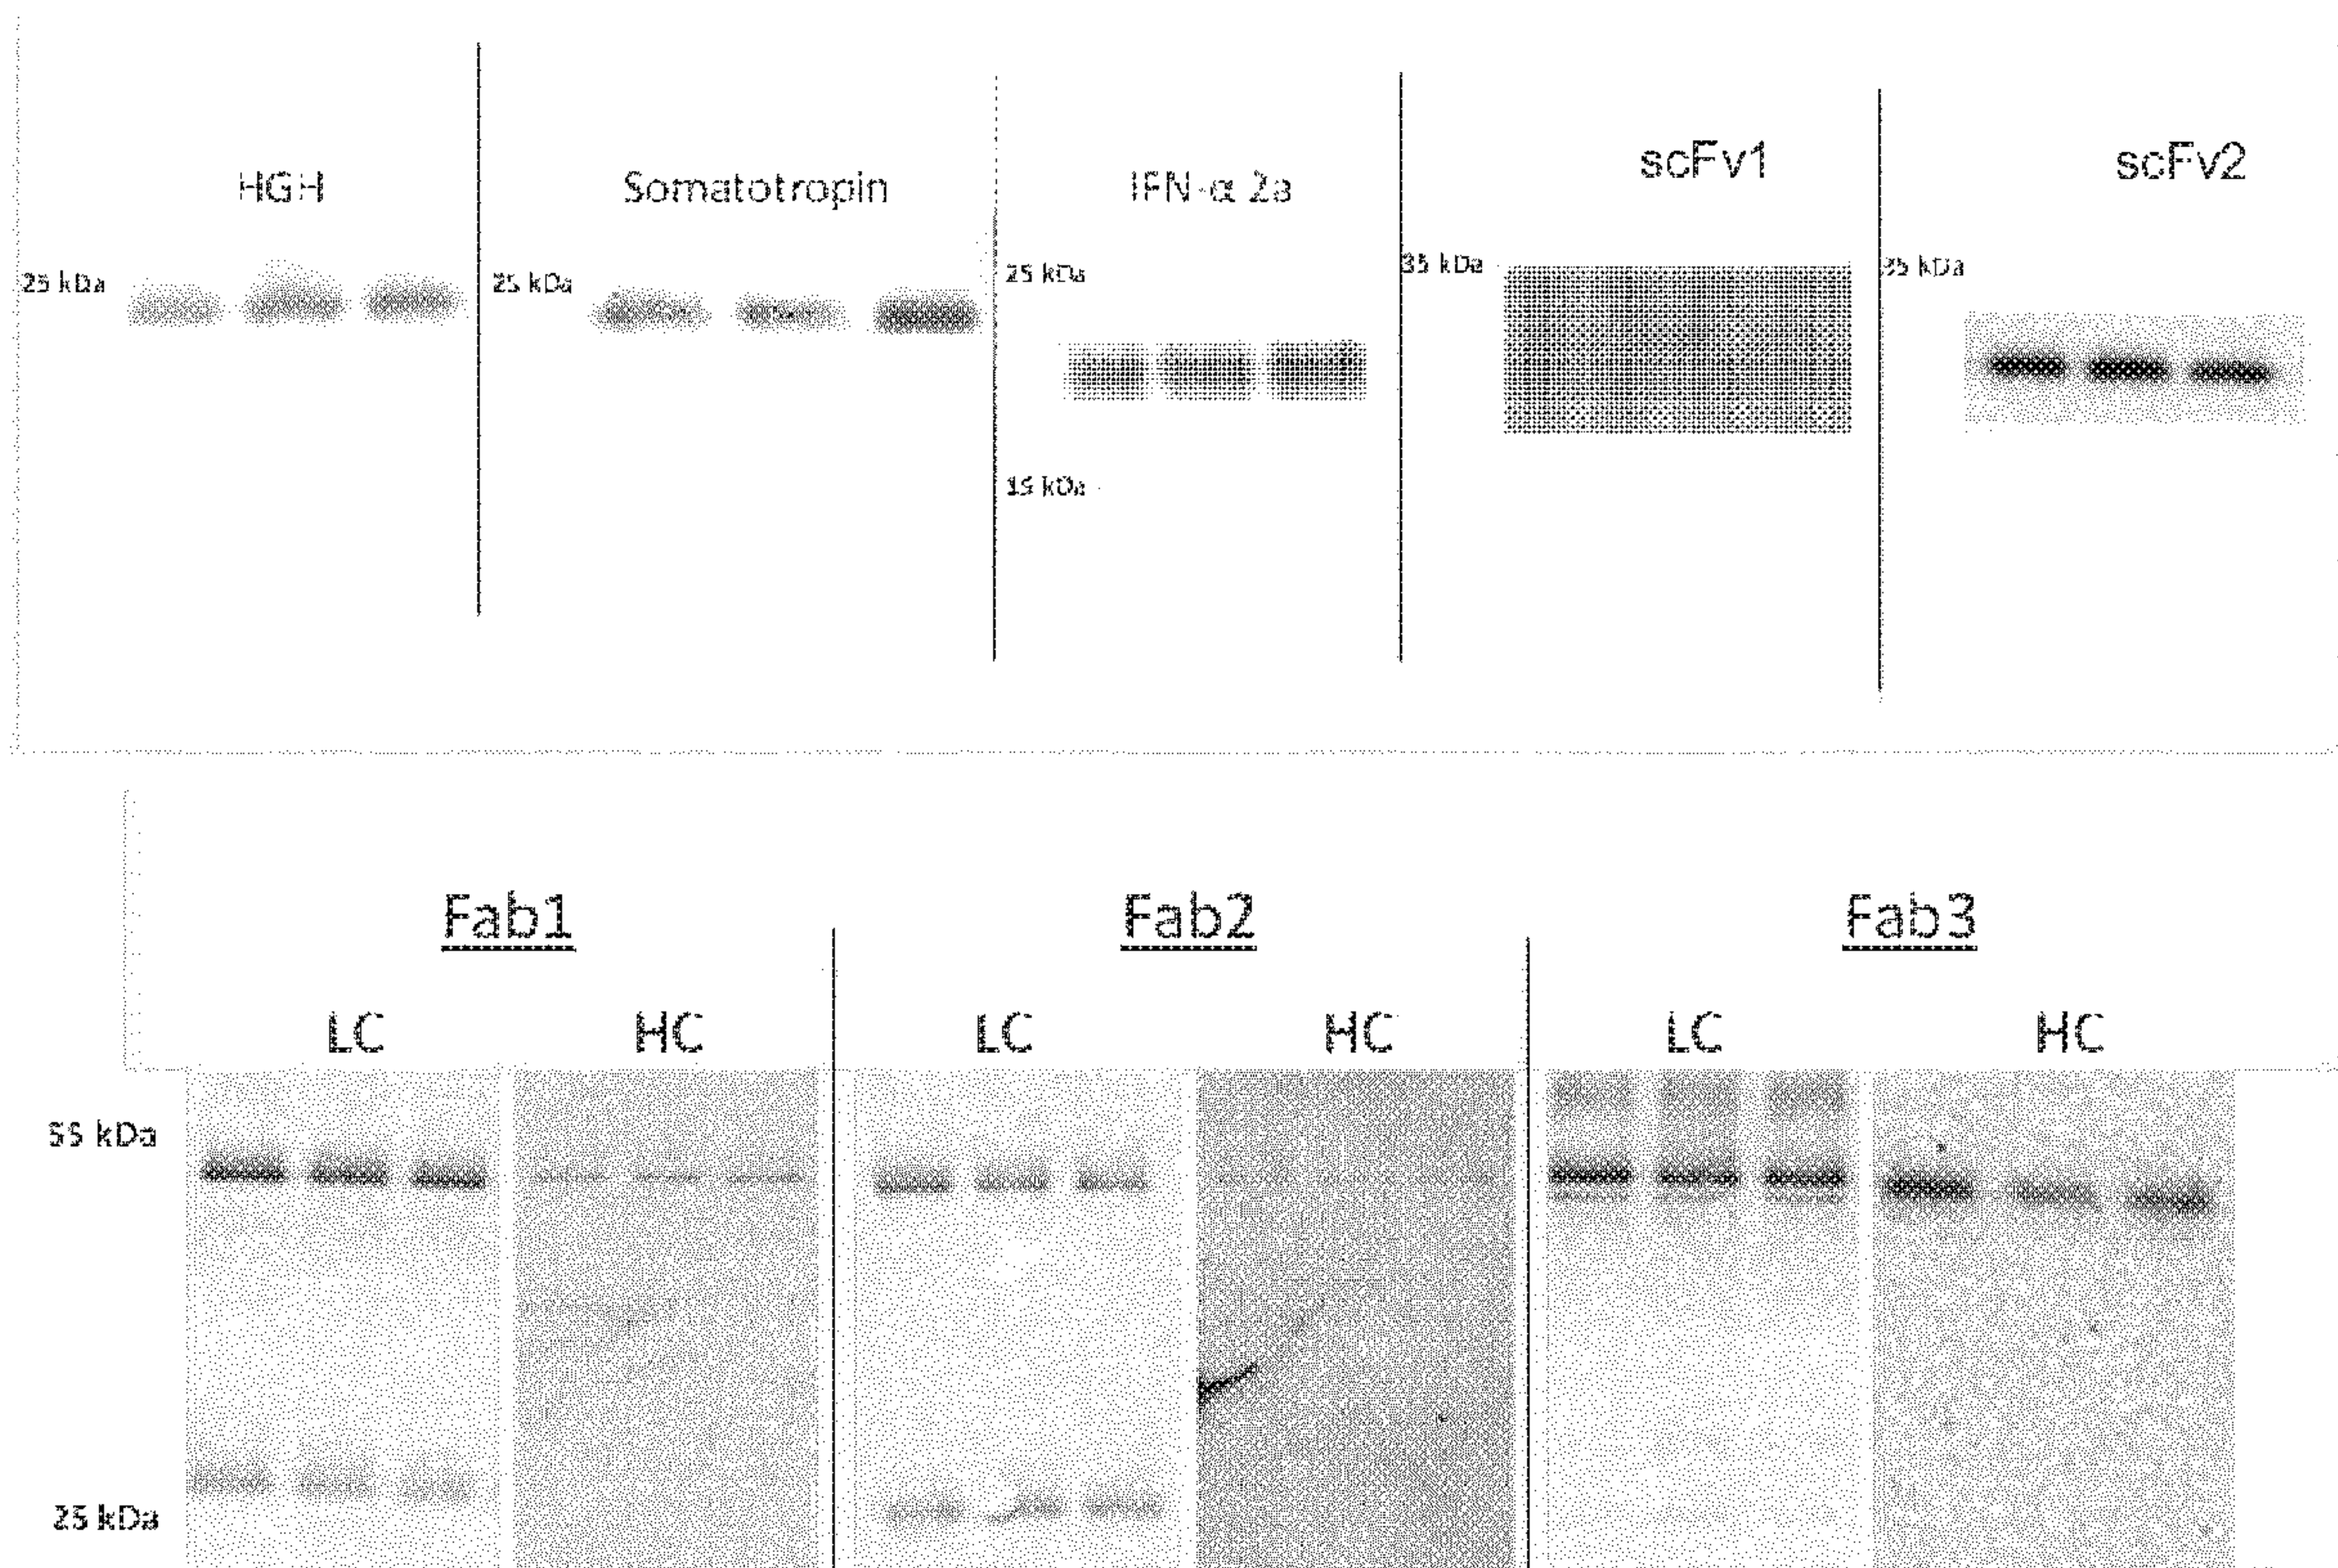 HGH Somatotropin IFN-α 2a scFv1 scFv2
25 kDa 25 kDa 25 kDa 35 kDa 35 kDa
15 kDa
Fab1 Fab2 Fab3
LC HC LC HC LC HC
55 kDa
25 kDa